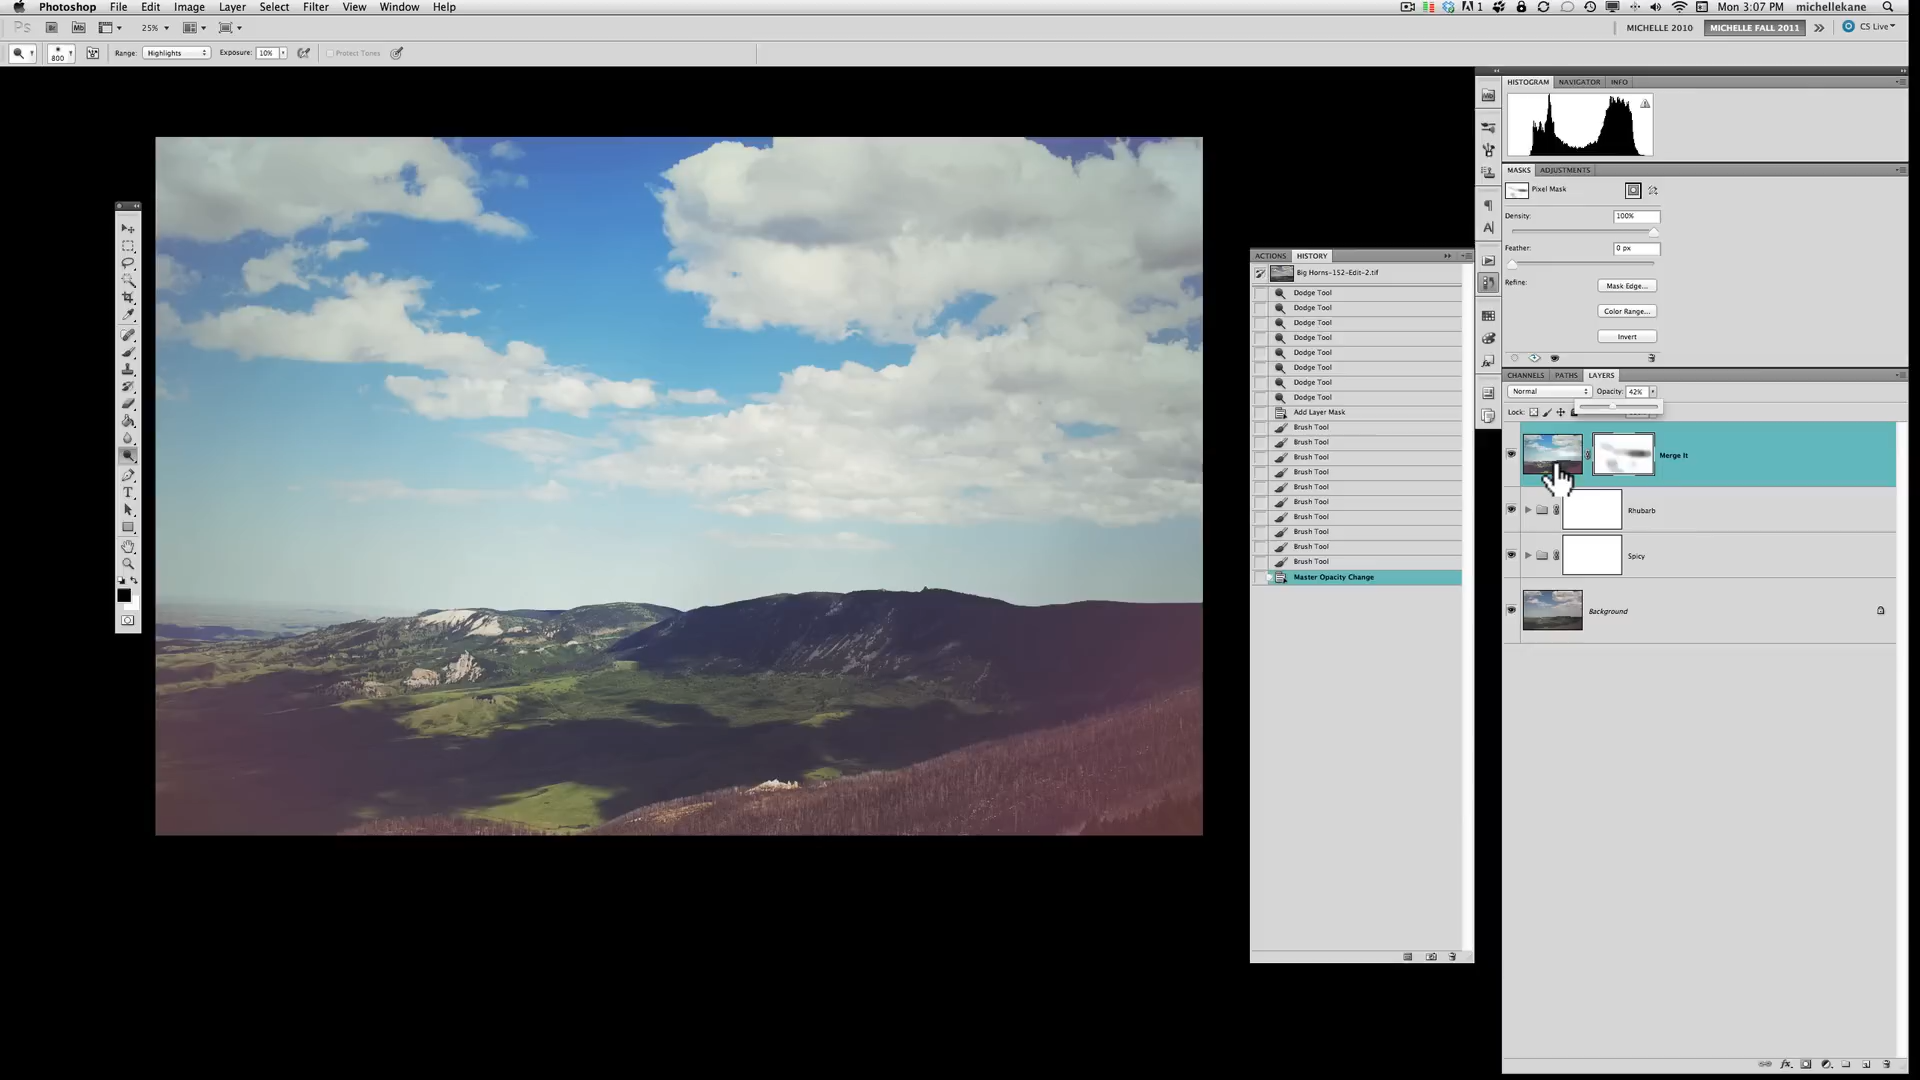 Photoshop File Edit Image Layer Select Filter View Window Help
1 Mon 3:07 PM michellekane
Ps Br Mb 25% MICHELLE 2010 MICHELLE FALL 2011 CS Live
800 Range: Highlights Exposure: 10% Protect Tones
HISTOGRAM NAVIGATOR INFO
MASKS ADJUSTMENTS
Pixel Mask
Density: 100%
Feather: 0 px
Refine: Mask Edge...
Color Range...
Invert
CHANNELS PATHS LAYERS
Normal Opacity: 42%
Lock:
Merge It
Rhubarb
Spicy
Background
ACTIONS HISTORY
Big Horns-152-Edit-2.tif
Dodge Tool
Dodge Tool
Dodge Tool
Dodge Tool
Dodge Tool
Dodge Tool
Dodge Tool
Dodge Tool
Add Layer Mask
Brush Tool
Brush Tool
Brush Tool
Brush Tool
Brush Tool
Brush Tool
Brush Tool
Brush Tool
Brush Tool
Brush Tool
Master Opacity Change